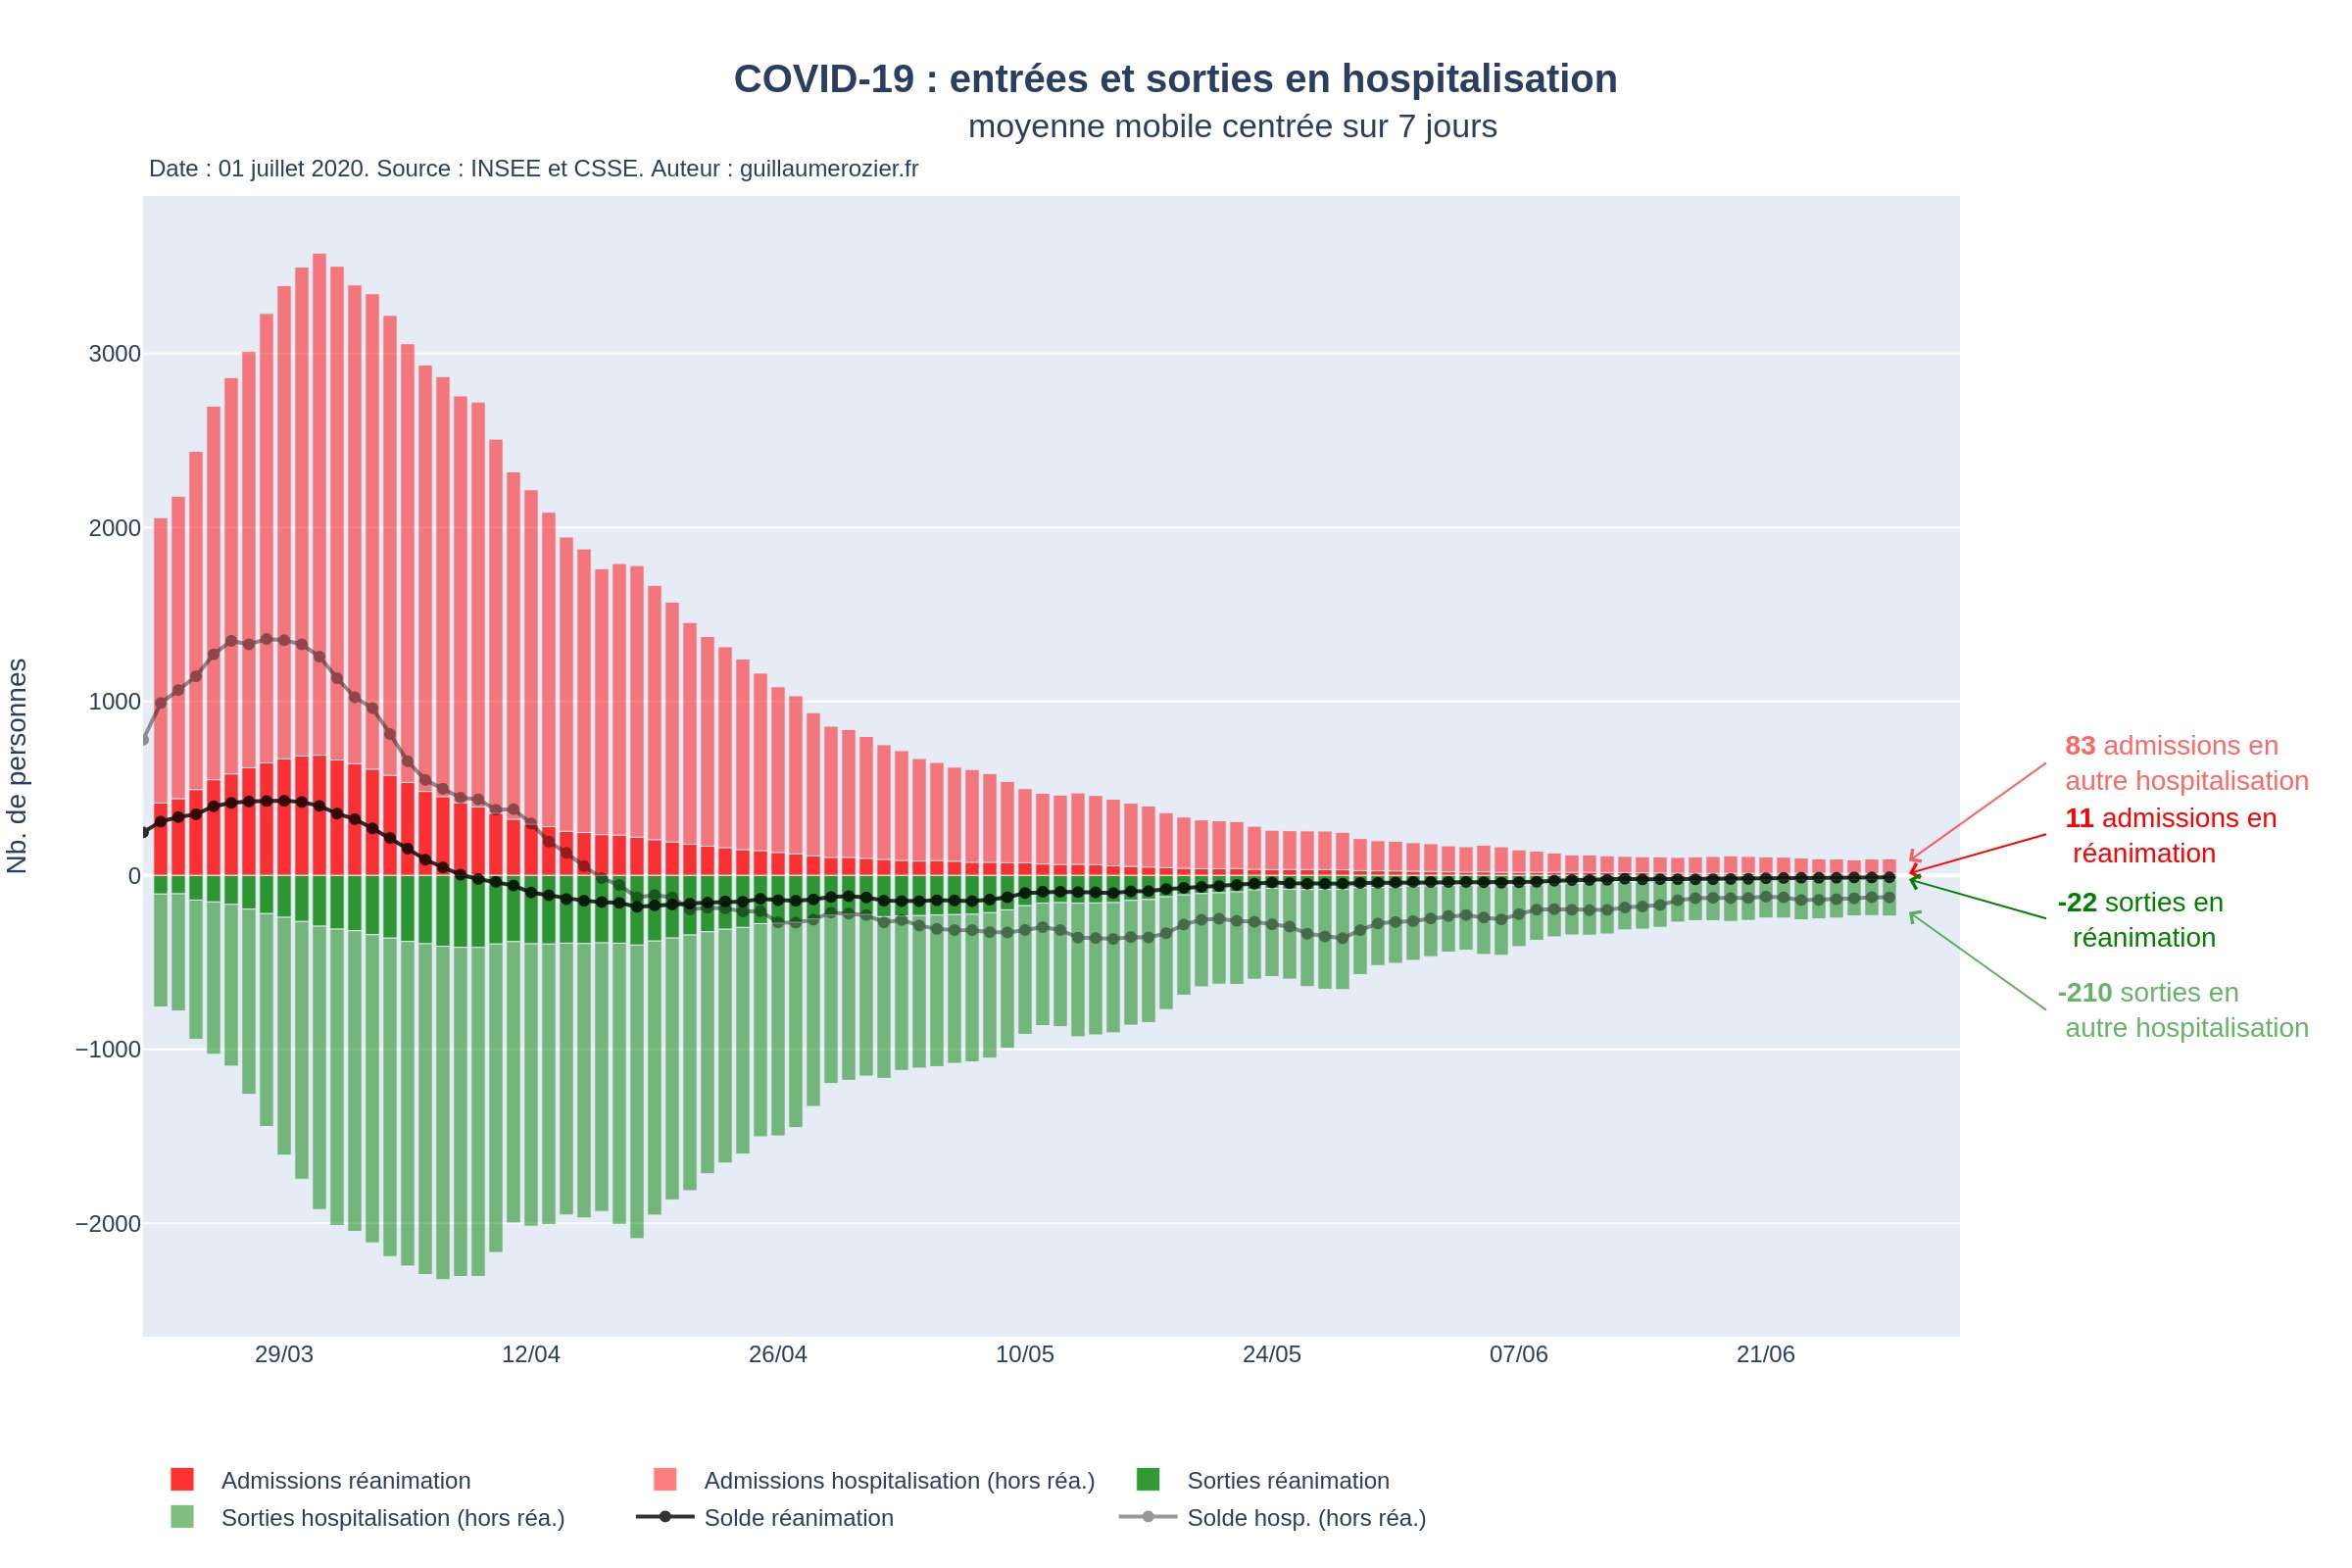 COVID-19 : entrées et sorties en hospitalisation
moyenne mobile centrée sur 7 jours
Date : 01 juillet 2020. Source : INSEE et CSSE. Auteur : guillaumerozier.fr
Nb. de personnes
3000
2000
1000
0
−1000
−2000
29/03
12/04
26/04
10/05
24/05
07/06
21/06
83 admissions en
autre hospitalisation
11 admissions en
réanimation
-22 sorties en
réanimation
-210 sorties en
autre hospitalisation
Admissions réanimation
Admissions hospitalisation (hors réa.)
Sorties réanimation
Sorties hospitalisation (hors réa.)
Solde réanimation
Solde hosp. (hors réa.)